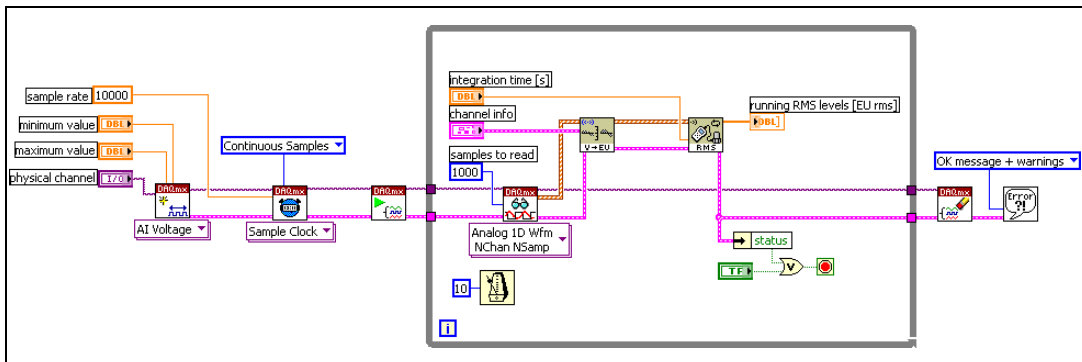 sample rate 10000
minimum value DBL
maximum value DBL
physical channel I/O
DAQmx
AI Voltage
Continuous Samples
DAQmx
Sample Clock
DAQmx
integration time [s]
DBL
channel info
samples to read
1000
DAQmx
Analog 1D Wfm
NChan NSamp
V→EU
RMS
running RMS levels [EU rms]
DBL
status
TF
V
10
i
DAQmx
OK message + warnings
Error
?!